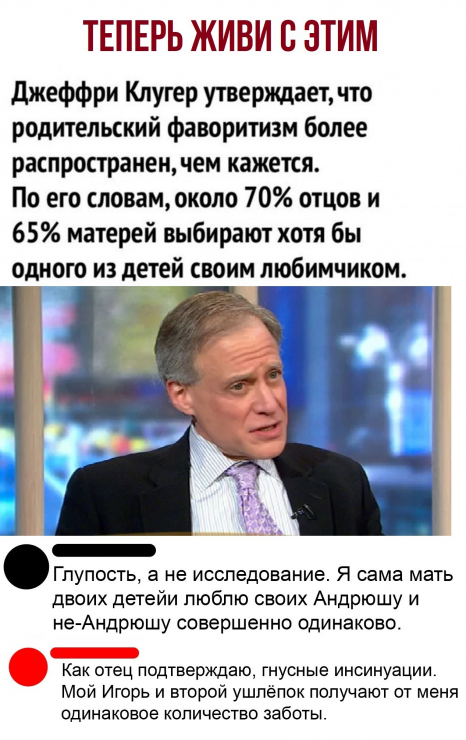 ТЕПЕРЬ ЖИВИ С ЭТИМ
Джеффри Клугер утверждает, что
родительский фаворитизм более
распространен, чем кажется.
По его словам, около 70% отцов и
65% матерей выбирают хотя бы
одного из детей своим любимчиком.
Глупость, а не исследование. Я сама мать
двоих детейи люблю своих Андрюшу и
не-Андрюшу совершенно одинаково.
Как отец подтверждаю, гнусные инсинуации.
Мой Игорь и второй ушлёпок получают от меня
одинаковое количество заботы.